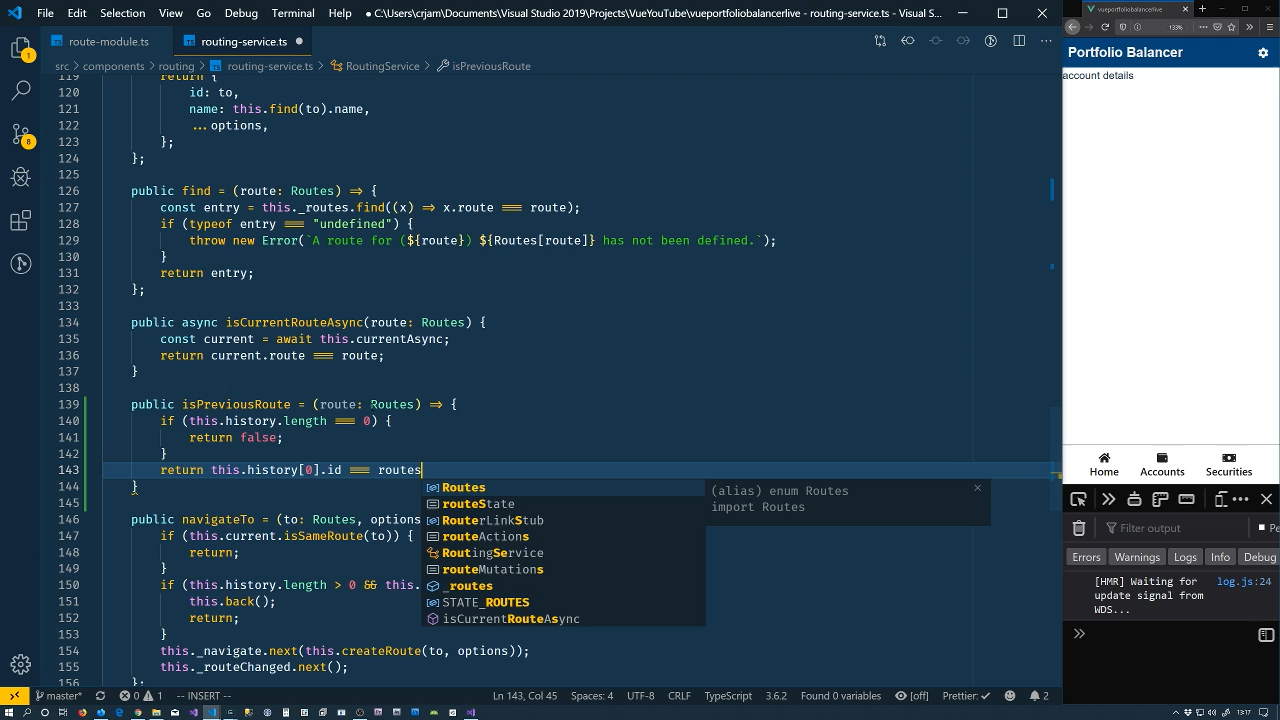 File Edit Selection View Go Debug Terminal Help
● C:\Users\crjam\Documents\Visual Studio 2019\Projects\VueYouTube\vueportfoliobalancerlive - routing-service.ts - Visual S...
vueportfoliobalancerlive
133%
route-module.ts
routing-service.ts
src › components › routing › routing-service.ts › RoutingService › isPreviousRoute
Portfolio Balancer
account details
119 return {
120 id: to,
121 name: this.find(to).name,
122 ...options,
123 };
124 };
125
126 public find = (route: Routes) => {
127 const entry = this._routes.find((x) => x.route === route);
128 if (typeof entry === "undefined") {
129 throw new Error(`A route for (${route}) ${Routes[route]} has not been defined.`);
130 }
131 return entry;
132 };
133
134 public async isCurrentRouteAsync(route: Routes) {
135 const current = await this.currentAsync;
136 return current.route === route;
137 }
138
139 public isPreviousRoute = (route: Routes) => {
140 if (this.history.length === 0) {
141 return false;
142 }
143 return this.history[0].id === routes
144 }
145
146 public navigateTo = (to: Routes, options
147 if (this.current.isSameRoute(to)) {
148 return;
149 }
150 if (this.history.length > 0 && this.
151 this.back();
152 return;
153 }
154 this._navigate.next(this.createRoute(to, options));
155 this._routeChanged.next();
156 };
Routes
routeState
RouterLinkStub
routeActions
RoutingService
routeMutations
_routes
STATE_ROUTES
isCurrentRouteAsync
(alias) enum Routes
import Routes
Home Accounts Securities
Filter output
Errors Warnings Logs Info Debug
[HMR] Waiting for log.js:24
update signal from
WDS...
1
8
master* 0 1 -- INSERT -- Ln 143, Col 45 Spaces: 4 UTF-8 CRLF TypeScript 3.6.2 Found 0 variables [off] Prettier: ✓ 2
13:17